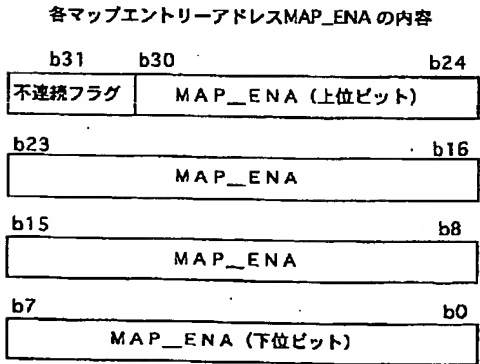 各マップエントリーアドレスMAP_ENA の内容
b31 b30 b24
不連続フラグ MAP_ENA (上位ビット)
b23 b16
MAP_ENA
b15 b8
MAP_ENA
b7 b0
MAP_ENA (下位ビット)